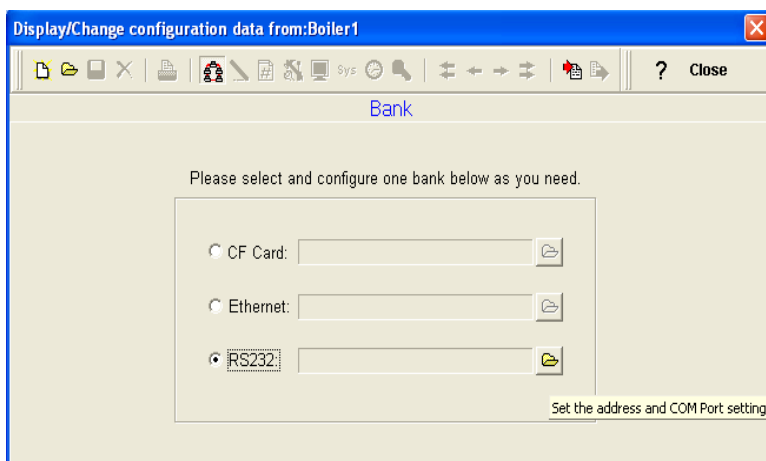 Display/Change configuration data from:Boiler1
Sys ? Close
Bank
Please select and configure one bank below as you need.
CF Card:
Ethernet:
RS232:
Set the address and COM Port setting